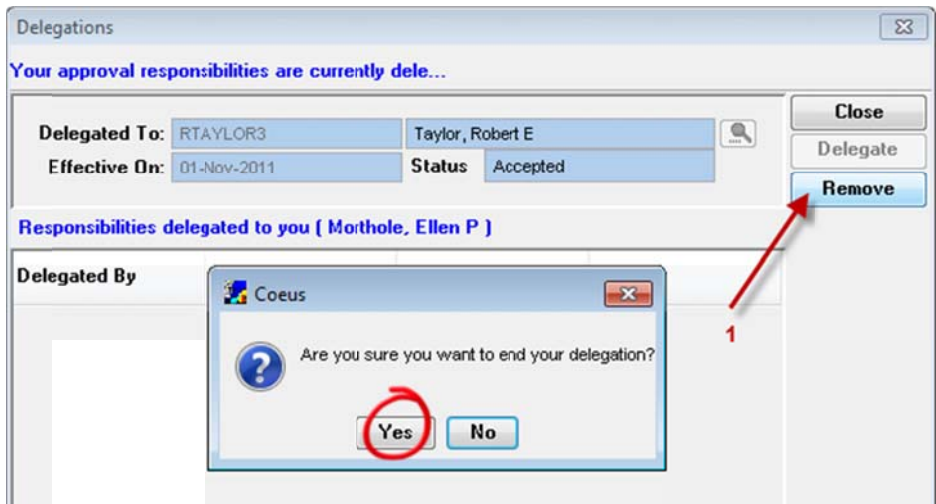 Delegations
Your approval responsibilities are currently dele...
Close
Delegated To: RTAYLOR3 Taylor, Robert E
Delegate
Effective On: 01-Nov-2011 Status Accepted
Remove
Responsibilities delegated to you ( Morthole, Ellen P )
Delegated By
Coeus
1
Are you sure you want to end your delegation?
Yes No